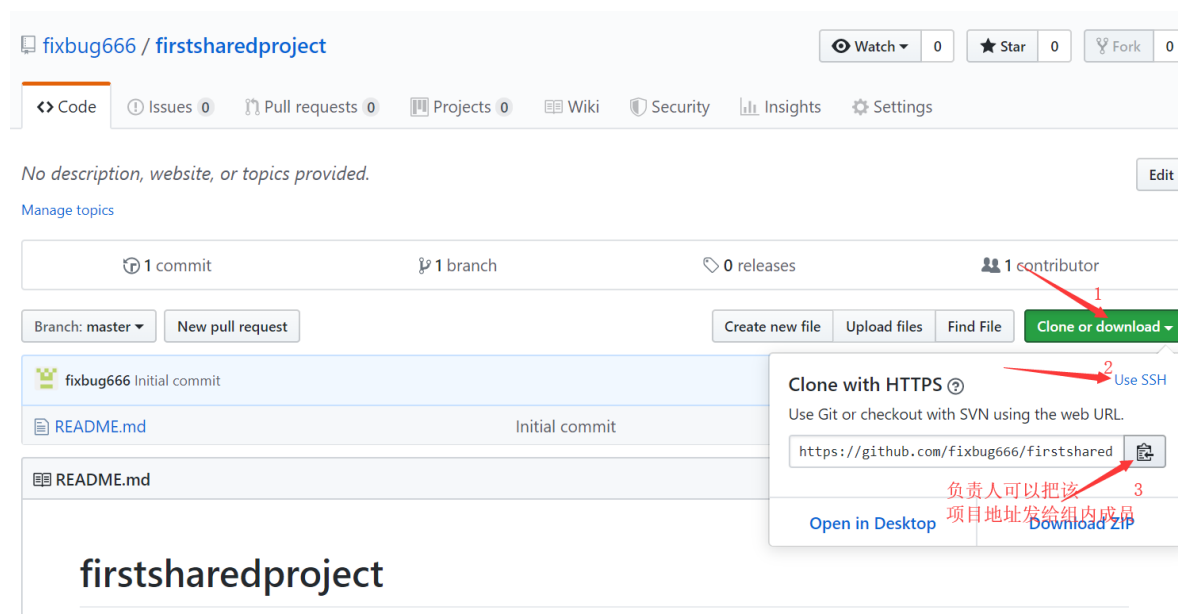 fixbug666 / firstsharedproject
Watch 0 Star 0 Fork 0
Code Issues 0 Pull requests 0 Projects 0 Wiki Security Insights Settings
No description, website, or topics provided.
Edit
Manage topics
1 commit 1 branch 0 releases 1 contributor
1
Branch: master New pull request Create new file Upload files Find File Clone or download
2
fixbug666 Initial commit
Clone with HTTPS ?
Use SSH
Use Git or checkout with SVN using the web URL.
README.md Initial commit
https://github.com/fixbug666/firstshared
README.md
负责人可以把该 3
项目地址发给组内成员
Open in Desktop Download ZIP
firstsharedproject